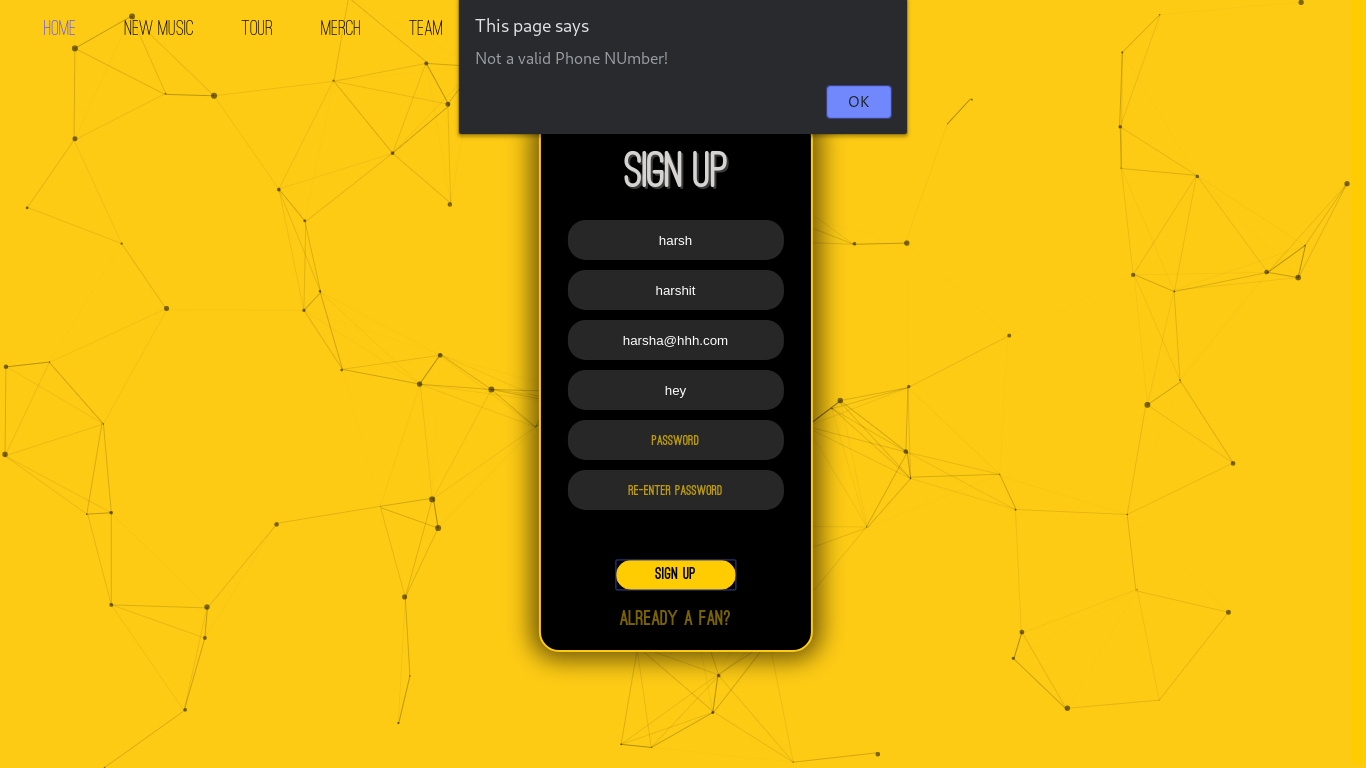 HOME NEW MUSIC TOUR MERCH TEAM
This page says
Not a valid Phone NUmber!
OK
SIGN UP
harsh
harshit
harsha@hhh.com
hey
PASSWORD
RE-ENTER PASSWORD
SIGN UP
ALREADY A FAN?